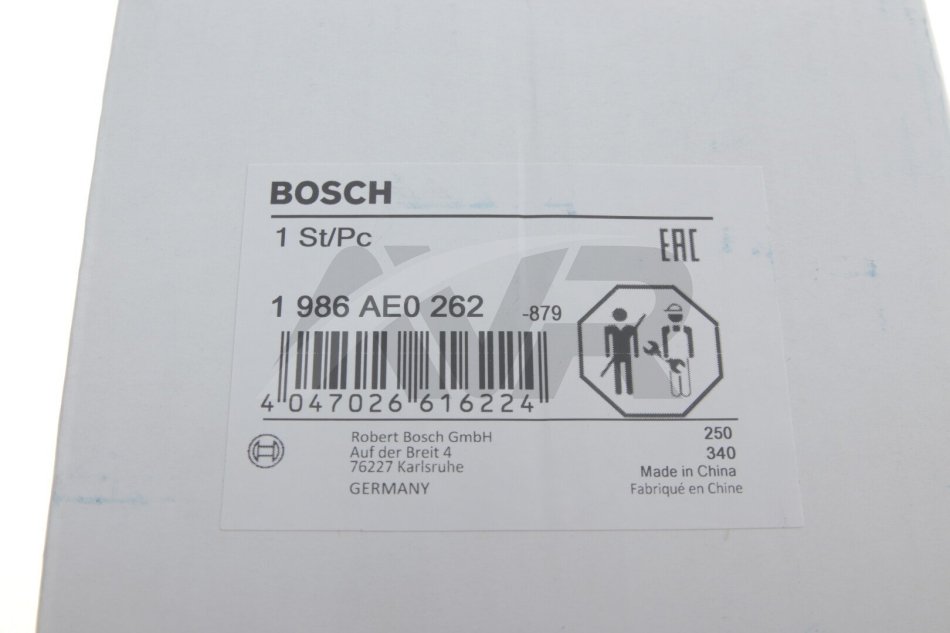 BOSCH
1 St/Pc
EAC
1 986 AE0 262 -879
4 047026 616224
Robert Bosch GmbH
Auf der Breit 4
76227 Karlsruhe
GERMANY
250
340
Made in China
Fabriqué en Chine
AVR